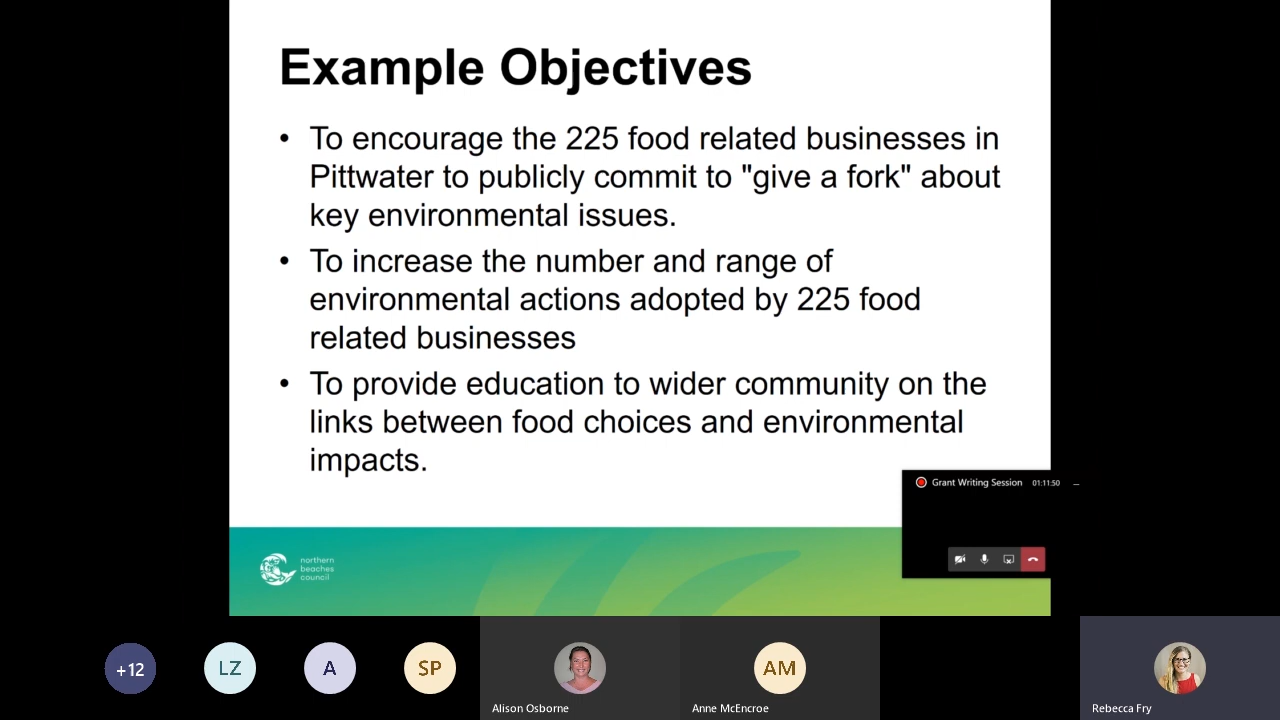 Example Objectives
• To encourage the 225 food related businesses in
Pittwater to publicly commit to "give a fork" about
key environmental issues.
• To increase the number and range of
environmental actions adopted by 225 food
related businesses
• To provide education to wider community on the
links between food choices and environmental
impacts.
Grant Writing Session 01:11:50 ...
northern
beaches
council
+12 LZ A SP AM
Alison Osborne Anne McEncroe Rebecca Fry